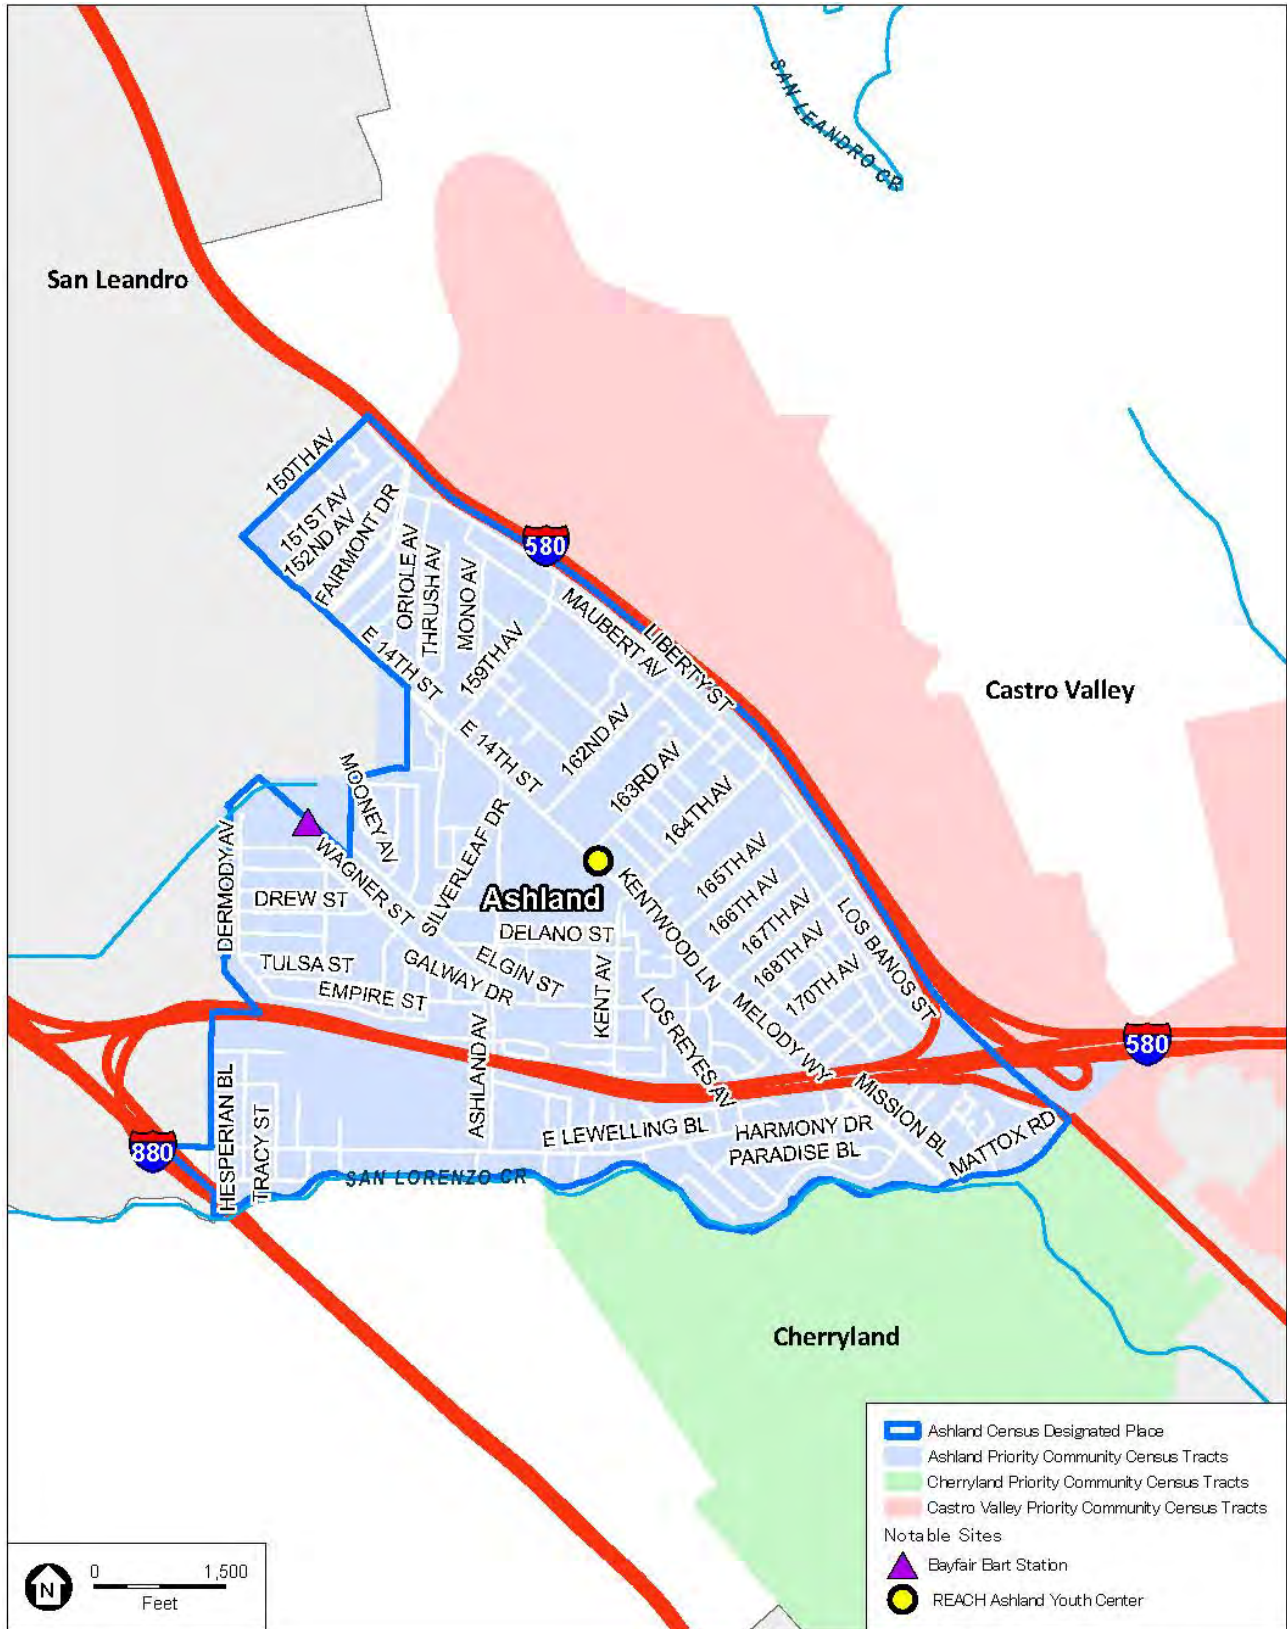 SAN LEANDRO CR
San Leandro
150TH AV
151ST AV
152ND AV
FAIRMONT DR
ORIOLE AV
THRUSH AV
MONO AV
580
MAUBERT AV
LIBERTY ST
E 14TH ST
159TH AV
Castro Valley
E 14TH ST
162ND AV
163RD AV
164TH AV
MOONEY AV
WAGNER ST
SILVERLEAF DR
DERMODY AV
DREW ST
Ashland
KENTWOOD LN
165TH AV
166TH AV
167TH AV
168TH AV
170TH AV
LOS BANOS ST
DELANO ST
ELGIN ST
GALWAY DR
TULSA ST
EMPIRE ST
KENT AV
LOS REYES AV
MELODY WY
580
ASHLAND AV
MISSION BL
MATTOX RD
E LEWELLING BL
HARMONY DR
PARADISE BL
880
HESPERIAN BL
TRACY ST
SAN LORENZO CR
Cherryland
Ashland Census Designated Place
Ashland Priority Community Census Tracts
Cherryland Priority Community Census Tracts
Castro Valley Priority Community Census Tracts
Notable Sites
Bayfair Bart Station
REACH Ashland Youth Center
N
0 1,500
Feet